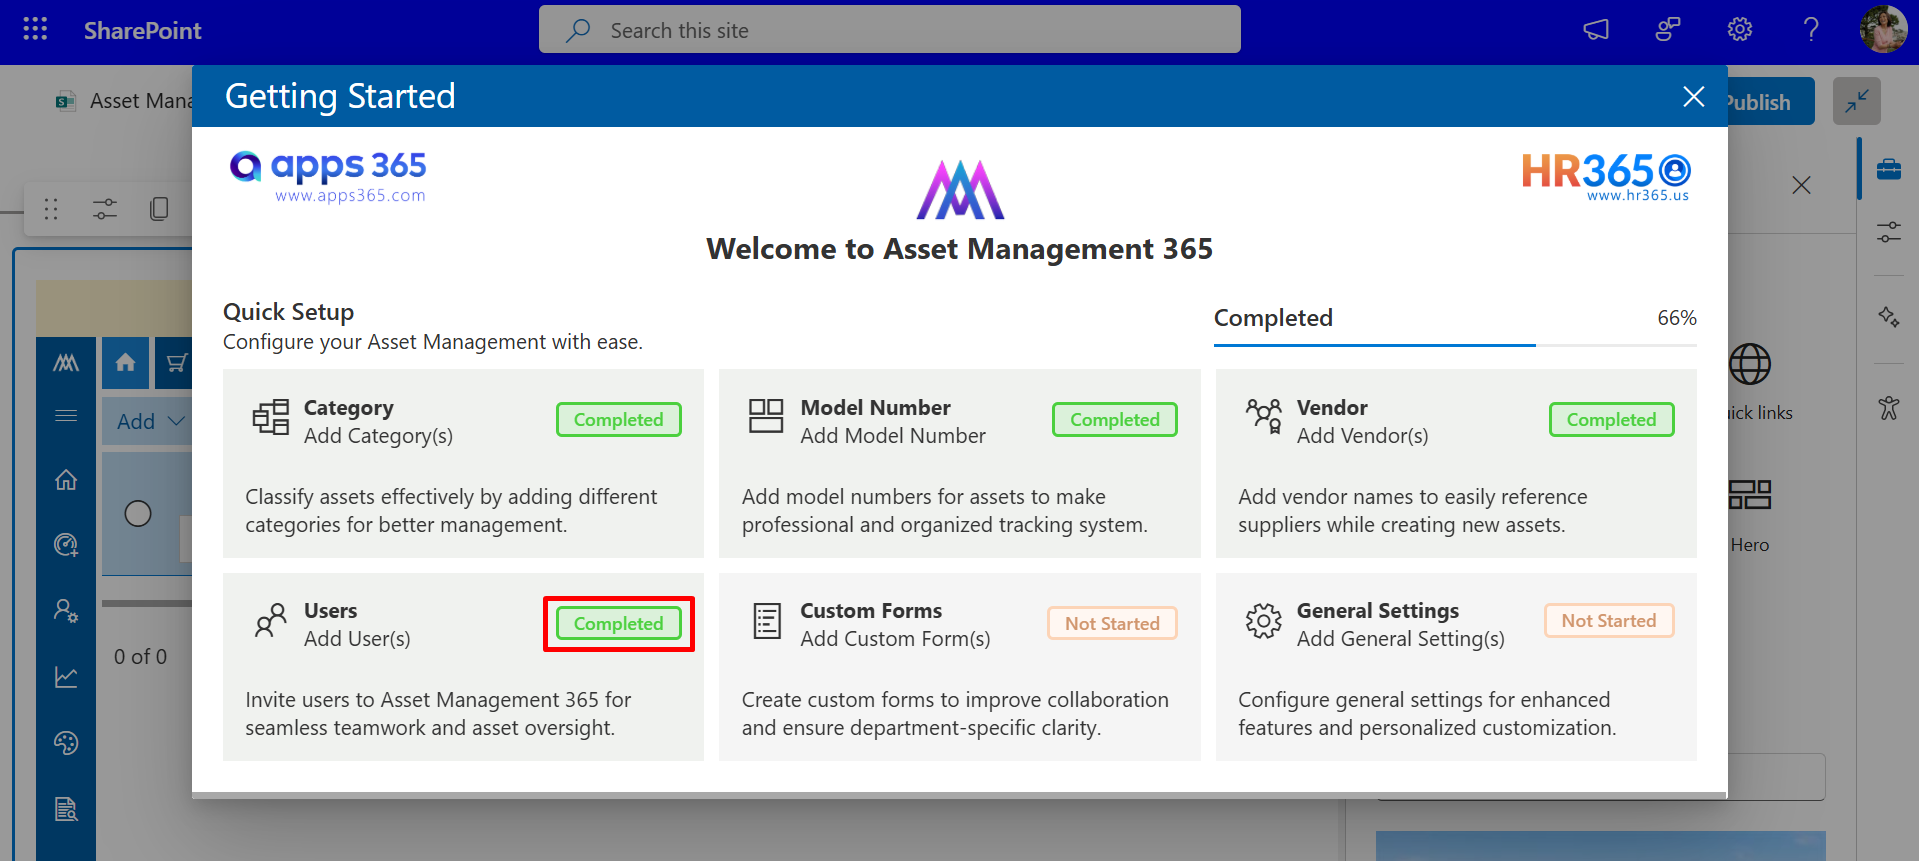 SharePoint
Search this site
Asset Mana
Publish
Getting Started
apps 365
www.apps365.com
HR365
www.hr365.us
Welcome to Asset Management 365
Quick Setup
Configure your Asset Management with ease.
Completed
66%
Category
Add Category(s)
Completed
Classify assets effectively by adding different
categories for better management.
Model Number
Add Model Number
Completed
Add model numbers for assets to make
professional and organized tracking system.
Vendor
Add Vendor(s)
Completed
Add vendor names to easily reference
suppliers while creating new assets.
Users
Add User(s)
Completed
Invite users to Asset Management 365 for
seamless teamwork and asset oversight.
Custom Forms
Add Custom Form(s)
Not Started
Create custom forms to improve collaboration
and ensure department-specific clarity.
General Settings
Add General Setting(s)
Not Started
Configure general settings for enhanced
features and personalized customization.
Add
0 of 0
ick links
Hero